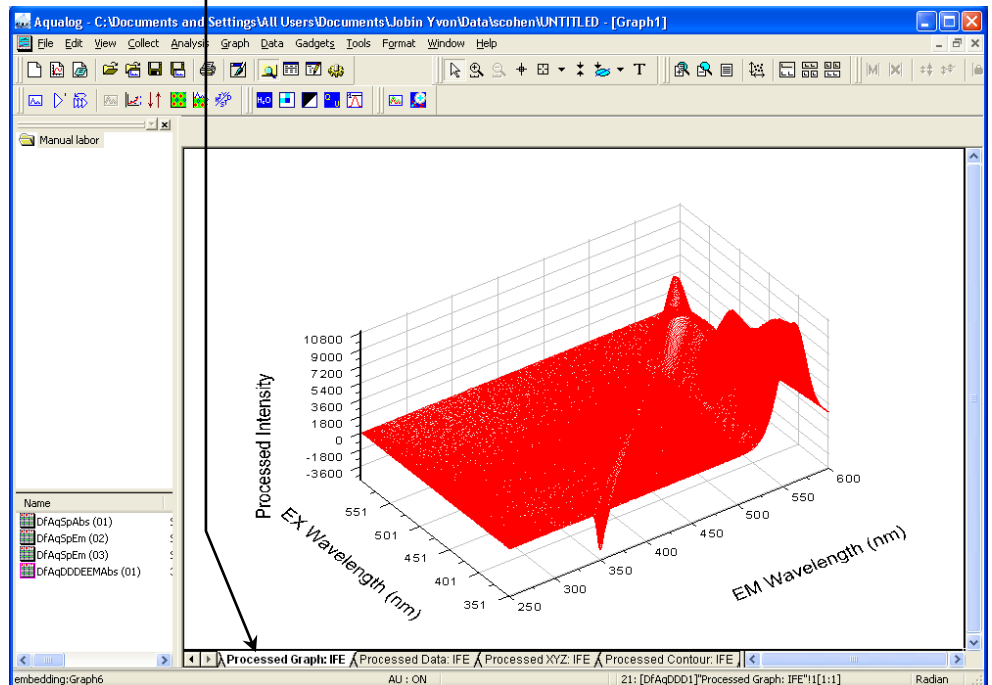 Aqualog - C:\Documents and Settings\All Users\Documents\Jobin Yvon\Data\scohen\UNTITLED - [Graph1]
File Edit View Collect Analysis Graph Data Gadgets Tools Format Window Help
T
H₂O
Manual labor
10800
9000
7200
5400
3600
1800
0
-1800
-3600
Processed Intensity
551
501
451
401
351
EX Wavelength (nm)
250
300
350
400
450
500
550
600
EM Wavelength (nm)
Name
DfAqSpAbs (01)
DfAqSpEm (02)
DfAqSpEm (03)
DfAqDDDEEMAbs (01)
Processed Graph: IFE Processed Data: IFE Processed XYZ: IFE Processed Contour: IFE
embedding:Graph6 AU : ON 21: [DfAqDDD1]"Processed Graph: IFE"!1[1:1] Radian